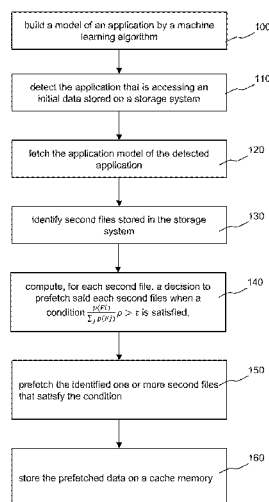 build a model of an application by a machine
learning algorithm
100
detect the application that is accessing an
initial data stored on a storage system
110
fetch the application model of the detected
application
120
identify second files stored in the storage
system
130
compute, for each second file. a decision to
prefetch said each second files when a
condition p(Fi)/∑j p(Fj) ρ > τ is satisfied.
140
prefetch the identified one or more second files
that satisfy the condition
150
store the prefetched data on a cache memory
160